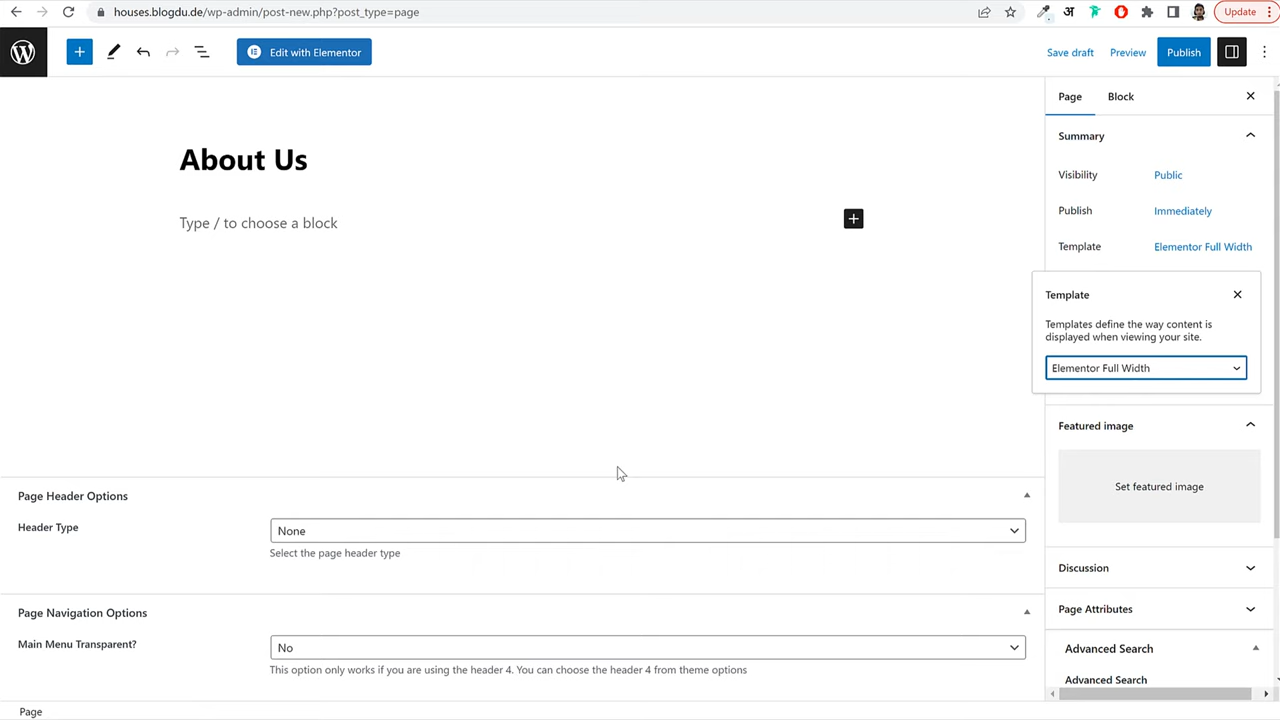 houses.blogdu.de/wp-admin/post-new.php?post_type=page
अ
Update
Edit with Elementor
Save draft
Preview
Publish
Page
Block
About Us
Type / to choose a block
Summary
Visibility
Public
Publish
Immediately
Template
Elementor Full Width
Template
Templates define the way content is
displayed when viewing your site.
Elementor Full Width
Featured image
Set featured image
Page Header Options
Header Type
None
Select the page header type
Discussion
Page Navigation Options
Page Attributes
Main Menu Transparent?
No
This option only works if you are using the header 4. You can choose the header 4 from theme options
Advanced Search
Advanced Search
Page